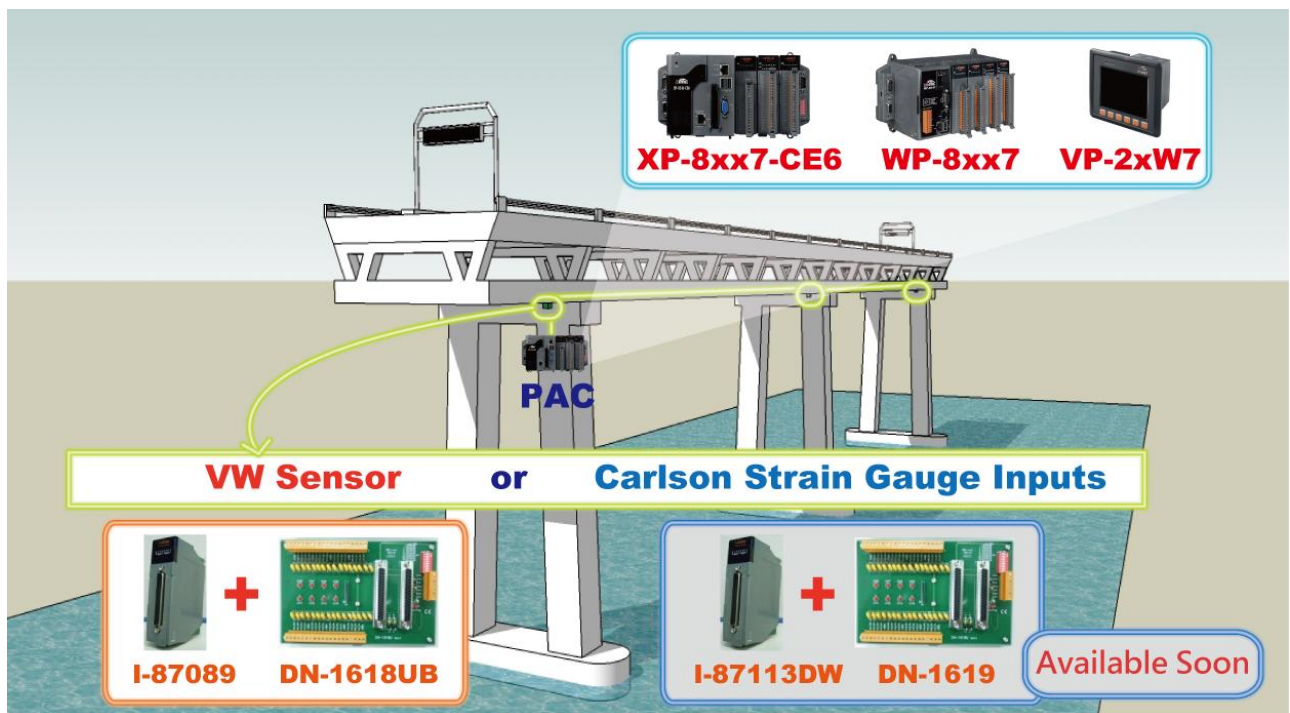 XP-8xx7-CE6 WP-8xx7 VP-2xW7
PAC
VW Sensor or Carlson Strain Gauge Inputs
I-87089 + DN-1618UB
I-87113DW + DN-1619
Available Soon